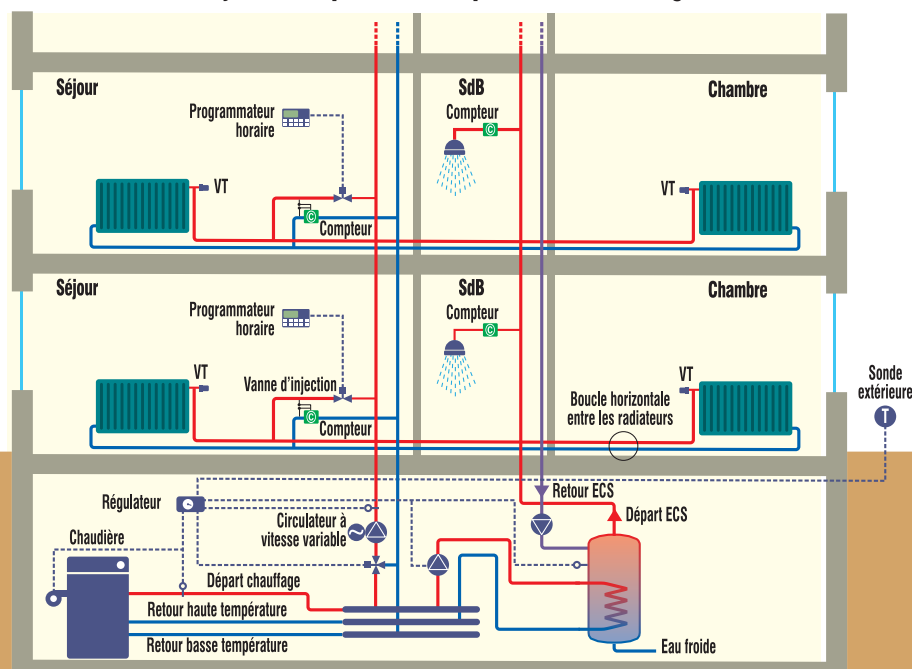 Séjour
SdB
Chambre
Programmateur
horaire
Compteur
C
VT
VT
C
Compteur
Séjour
SdB
Chambre
Programmateur
horaire
Compteur
C
VT
Vanne d'injection
VT
C
Compteur
Boucle horizontale
entre les radiateurs
Sonde
extérieure
T
Régulateur
Retour ECS
Circulateur à
vitesse variable
Départ ECS
Chaudière
Départ chauffage
Retour haute température
Retour basse température
Eau froide